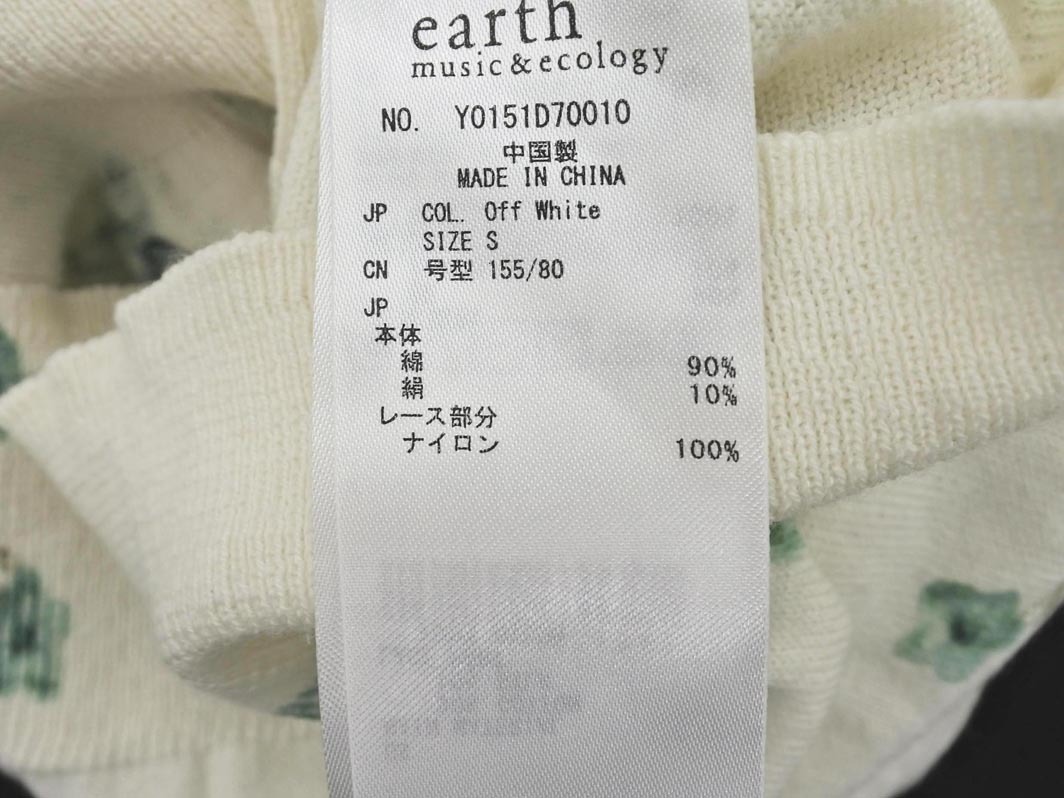 earth
music&ecology
NO. Y0151D70010
中国製
MADE IN CHINA
JP COL. Off White
SIZE S
CN 号型 155/80
JP
本体
綿 90%
絹 10%
レース部分
ナイロン 100%